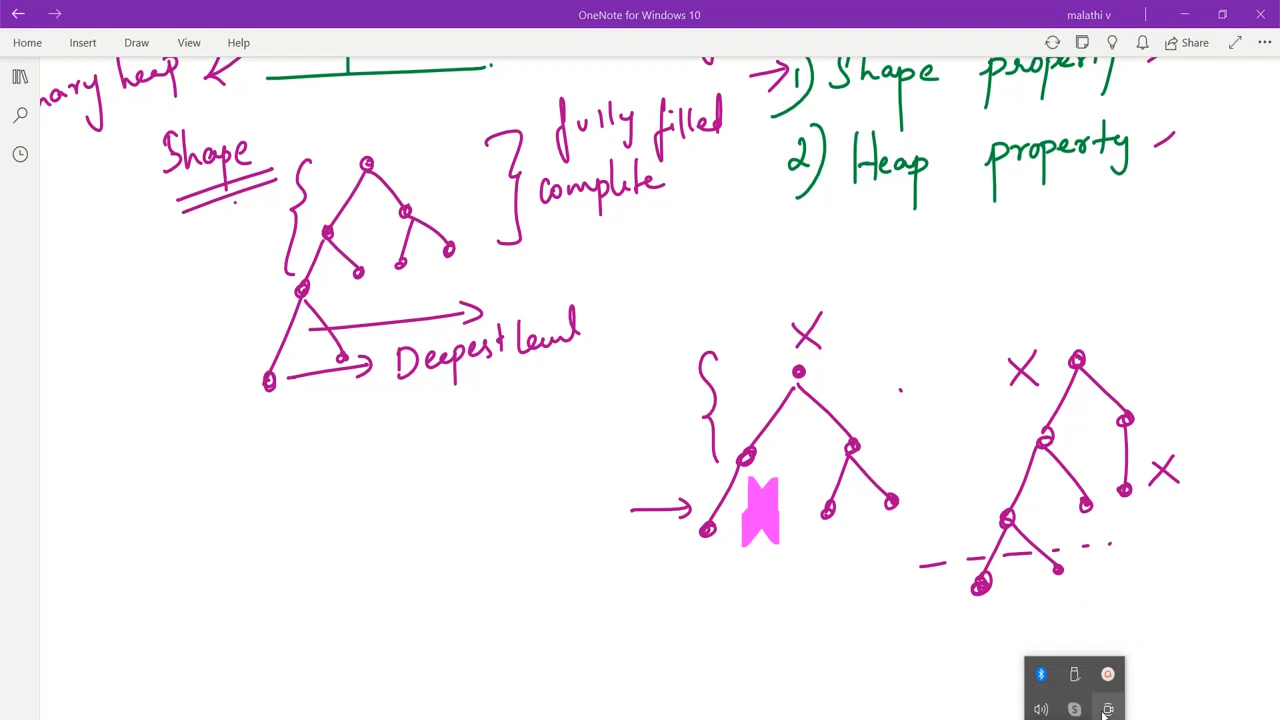 OneNote for Windows 10
malathi v
Home Insert Draw View Help
Share
nary heap
1) Shape property
2) Heap property
Shape
fully filled
complete
Deepest level
X
X
X